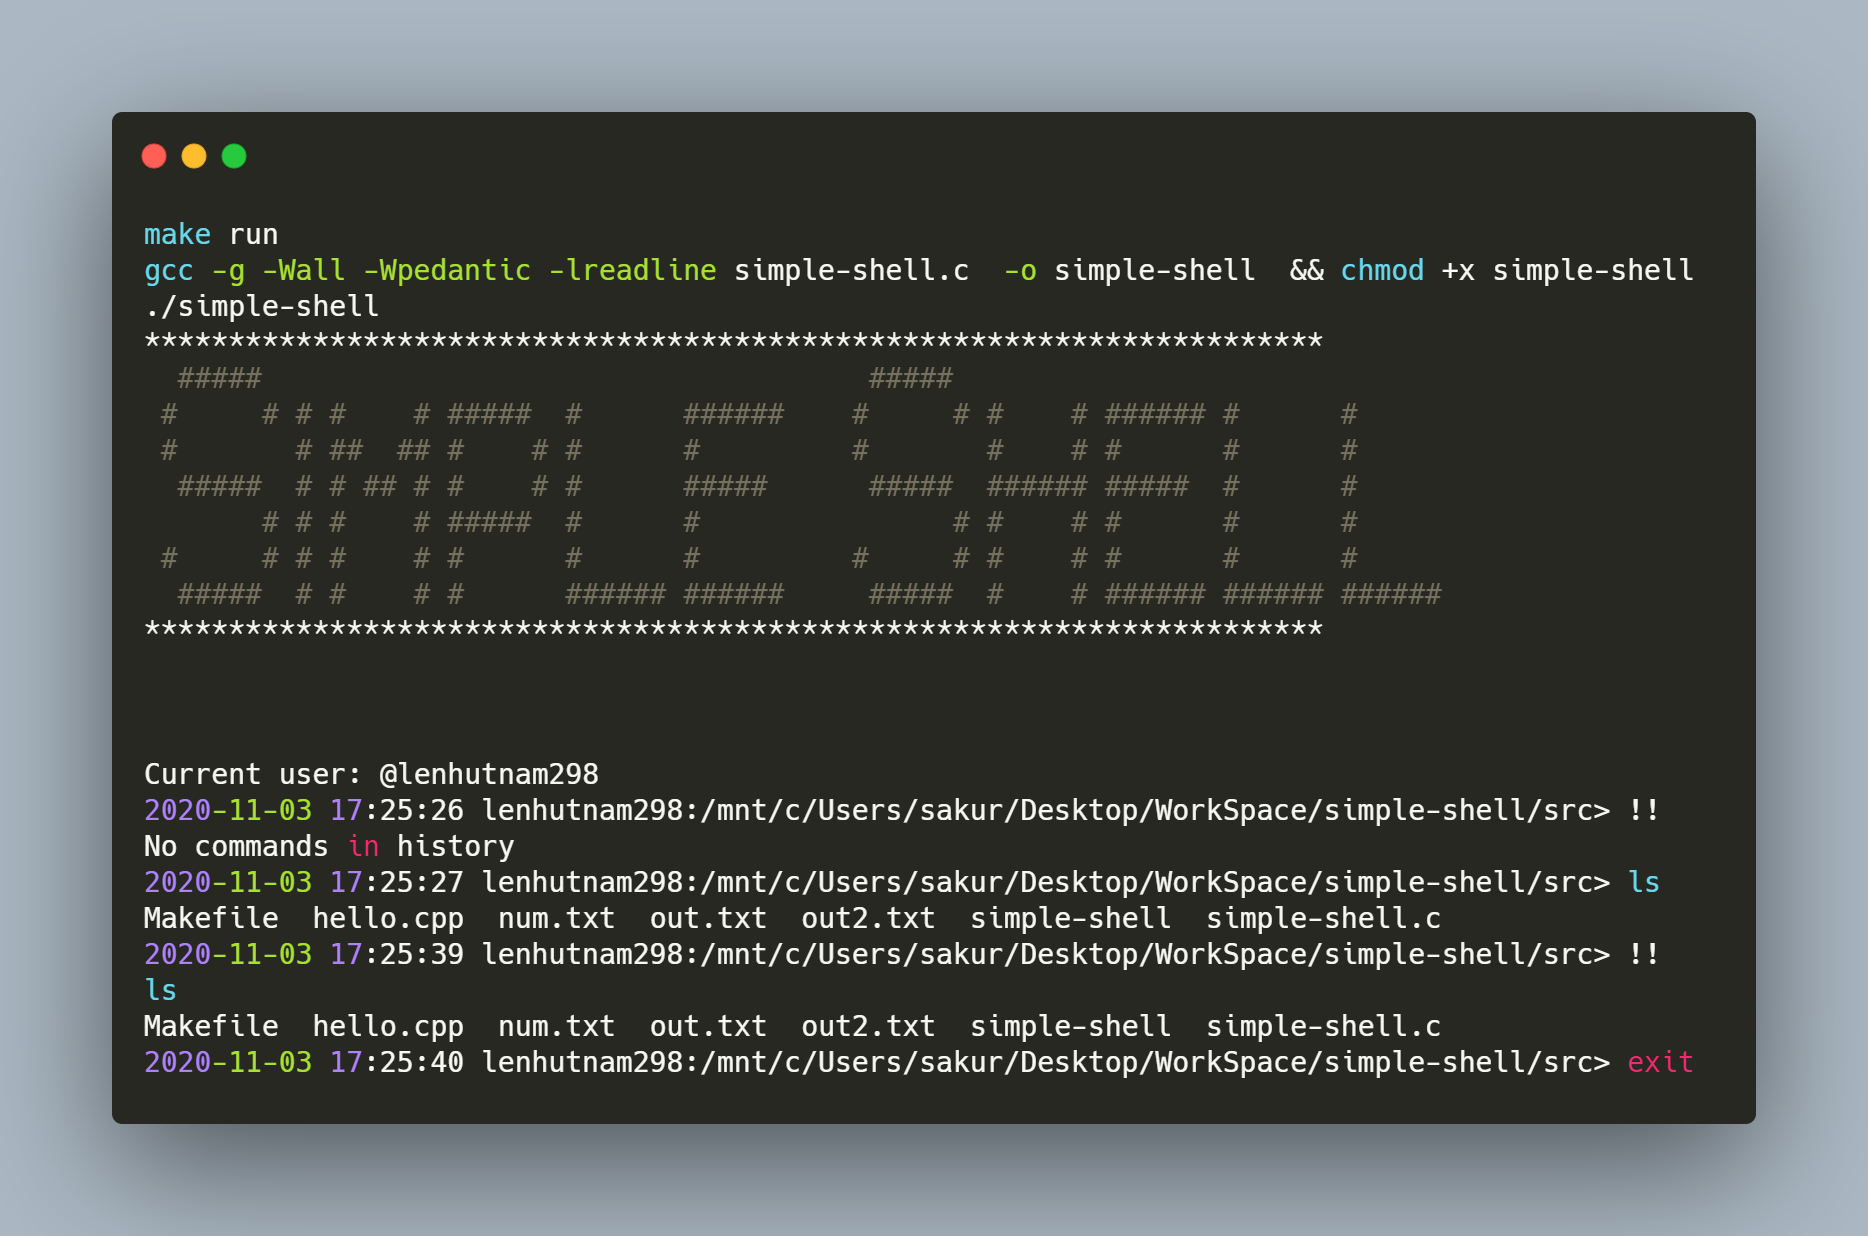 make run
gcc -g -Wall -Wpedantic -lreadline simple-shell.c  -o simple-shell  && chmod +x simple-shell
./simple-shell
**********************************************************************
  #####                                    #####
 #     # # #    # #####  #      ######    #     # #    # ###### #      #
 #       # ##  ## #    # #      #         #       #    # #      #      #
  #####  # # ## # #    # #      #####      #####  ###### #####  #      #
       # # #    # #####  #      #               # #    # #      #      #
 #     # # #    # #      #      #         #     # #    # #      #      #
  #####  # #    # #      ###### ######     #####  #    # ###### ###### ######
**********************************************************************
Current user: @lenhutnam298
2020-11-03 17:25:26 lenhutnam298:/mnt/c/Users/sakur/Desktop/WorkSpace/simple-shell/src> !!
No commands in history
2020-11-03 17:25:27 lenhutnam298:/mnt/c/Users/sakur/Desktop/WorkSpace/simple-shell/src> ls
Makefile  hello.cpp  num.txt  out.txt  out2.txt  simple-shell  simple-shell.c
2020-11-03 17:25:39 lenhutnam298:/mnt/c/Users/sakur/Desktop/WorkSpace/simple-shell/src> !!
ls
Makefile  hello.cpp  num.txt  out.txt  out2.txt  simple-shell  simple-shell.c
2020-11-03 17:25:40 lenhutnam298:/mnt/c/Users/sakur/Desktop/WorkSpace/simple-shell/src> exit